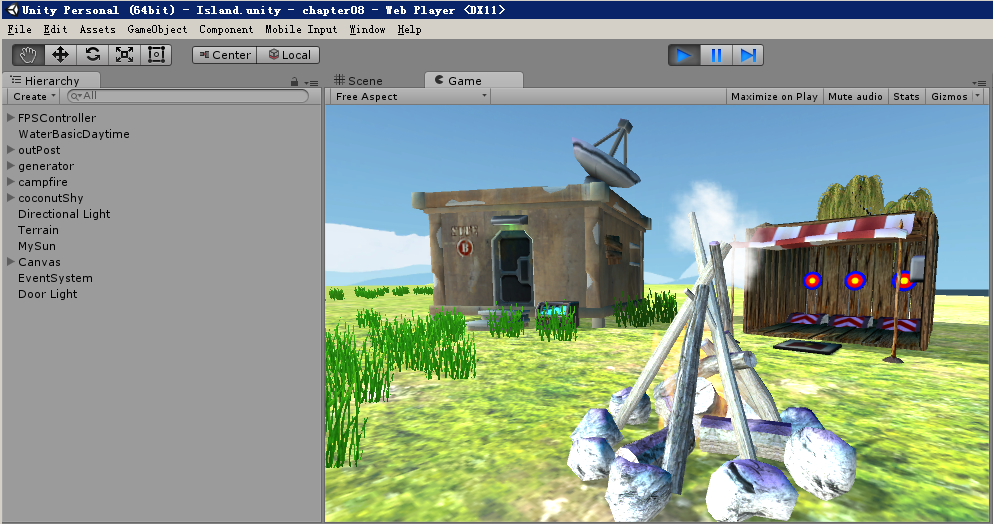 Unity Personal (64bit) - Island.unity - chapter08 - Web Player <DX11>
File Edit Assets GameObject Component Mobile Input Window Help
Center Local
Hierarchy Scene Game
Create All Free Aspect Maximize on Play Mute audio Stats Gizmos
FPSController
WaterBasicDaytime
outPost
generator
campfire
coconutShy
Directional Light
Terrain
MySun
Canvas
EventSystem
Door Light
B